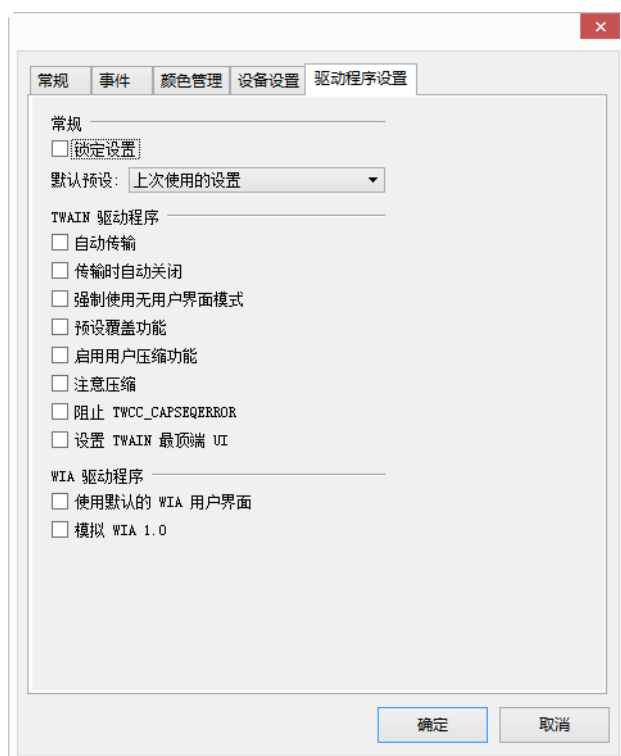 常规 事件 颜色管理 设备设置 驱动程序设置
常规
锁定设置
默认预设: 上次使用的设置
TWAIN 驱动程序
自动传输
传输时自动关闭
强制使用无用户界面模式
预设覆盖功能
启用用户压缩功能
注意压缩
阻止 TWCC_CAPSEQERROR
设置 TWAIN 最顶端 UI
WIA 驱动程序
使用默认的 WIA 用户界面
模拟 WIA 1.0
确定 取消